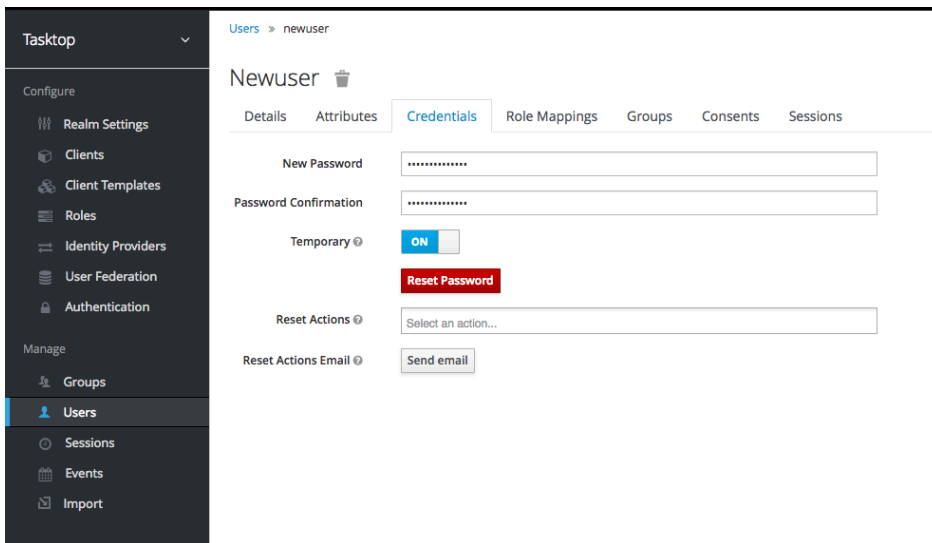 Tasktop
Configure
Realm Settings
Clients
Client Templates
Roles
Identity Providers
User Federation
Authentication
Manage
Groups
Users
Sessions
Events
Import
Users » newuser
Newuser
Details Attributes Credentials Role Mappings Groups Consents Sessions
New Password ••••••••••••••
Password Confirmation ••••••••••••••
Temporary ON
Reset Password
Reset Actions Select an action...
Reset Actions Email Send email